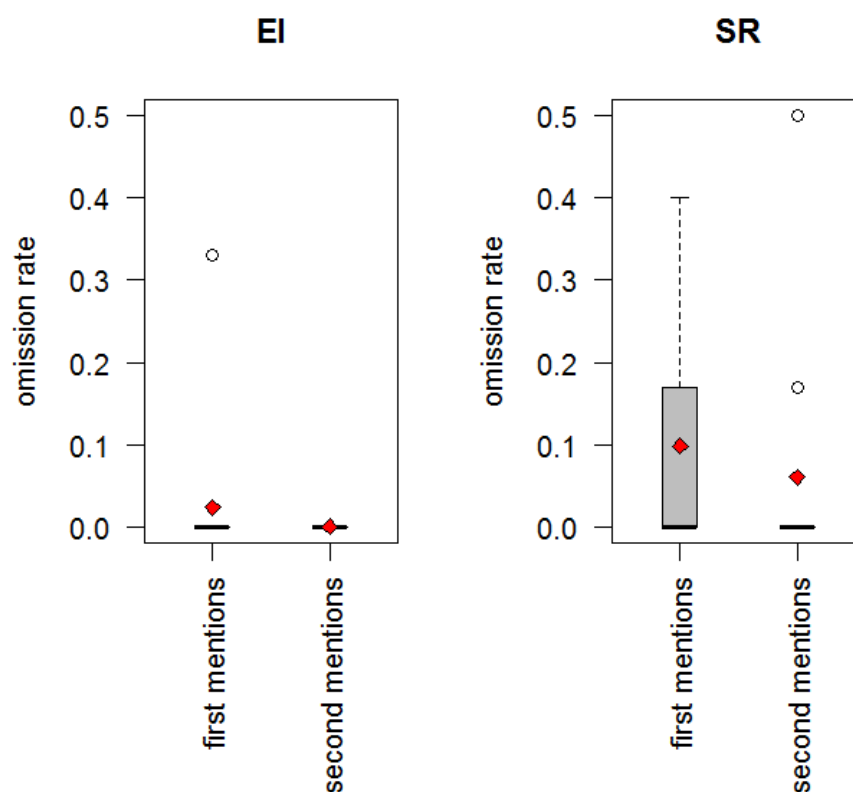 EI
0.5
0.4
0.3
0.2
0.1
0.0
omission rate
first mentions
second mentions
SR
0.5
0.4
0.3
0.2
0.1
0.0
omission rate
first mentions
second mentions